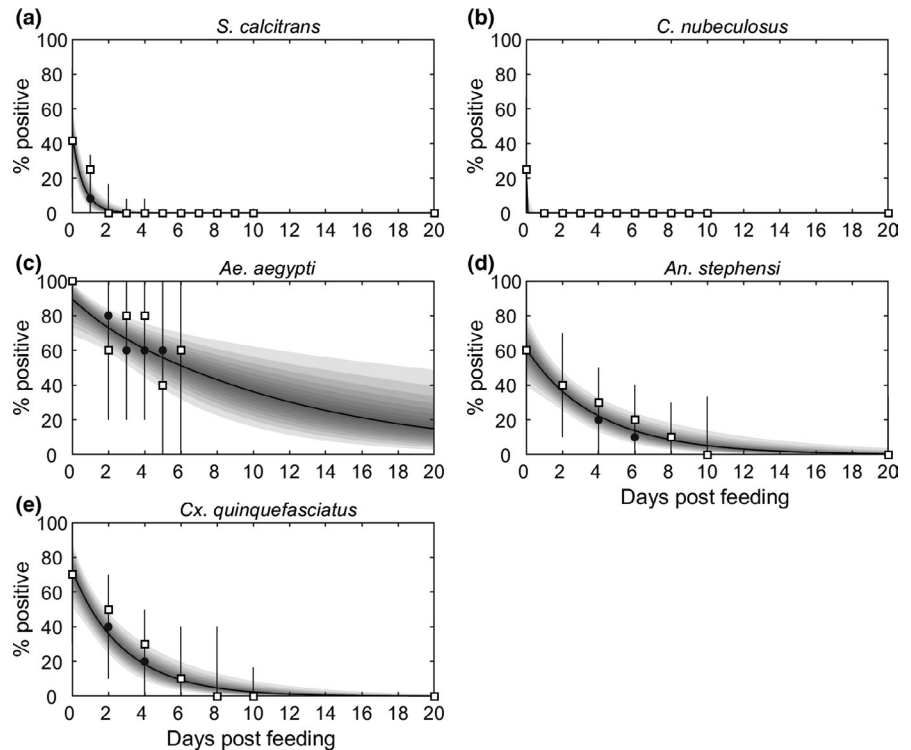 (a)
S. calcitrans
100
80
60
40
20
0
% positive
0 2 4 6 8 10 12 14 16 18 20
(b)
C. nubeculosus
100
80
60
40
20
0
% positive
0 2 4 6 8 10 12 14 16 18 20
(c)
Ae. aegypti
100
80
60
40
20
0
% positive
0 2 4 6 8 10 12 14 16 18 20
(d)
An. stephensi
100
80
60
40
20
0
% positive
0 2 4 6 8 10 12 14 16 18 20
Days post feeding
(e)
Cx. quinquefasciatus
100
80
60
40
20
0
% positive
0 2 4 6 8 10 12 14 16 18 20
Days post feeding